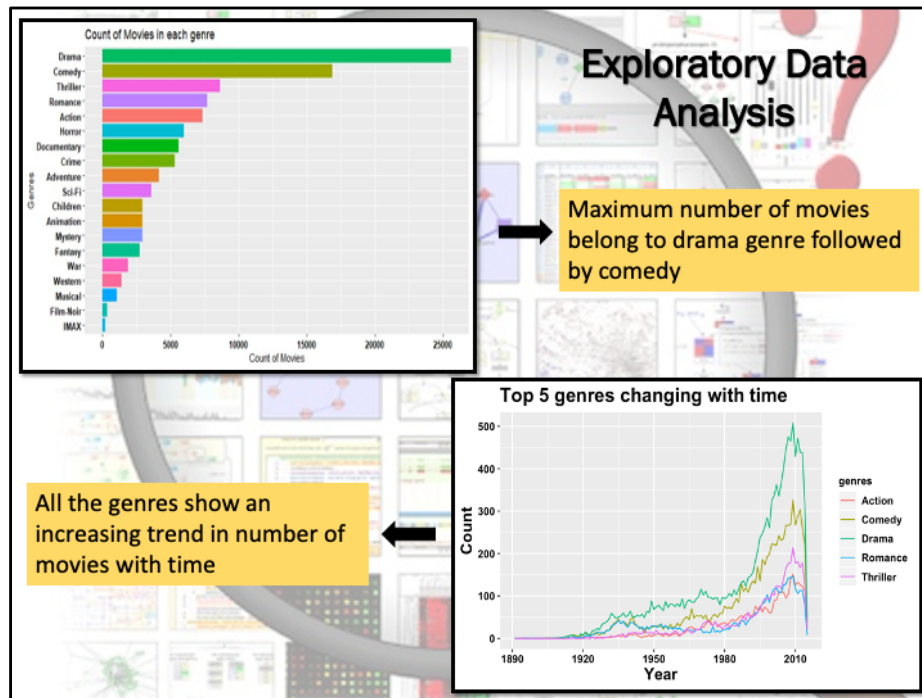 Count of Movies in each genre
Drama
Comedy
Thriller
Romance
Action
Horror
Documentary
Crime
Adventure
Sci-Fi
Children
Animation
Mystery
Fantasy
War
Western
Musical
Film-Noir
IMAX
Genres
0 5000 10000 15000 20000 25000
Count of Movies
Exploratory Data
Analysis
Maximum number of movies
belong to drama genre followed
by comedy
All the genres show an
increasing trend in number of
movies with time
Top 5 genres changing with time
500
400
300
200
100
0
Count
1890 1920 1950 1980 2010
Year
genres
Action
Comedy
Drama
Romance
Thriller